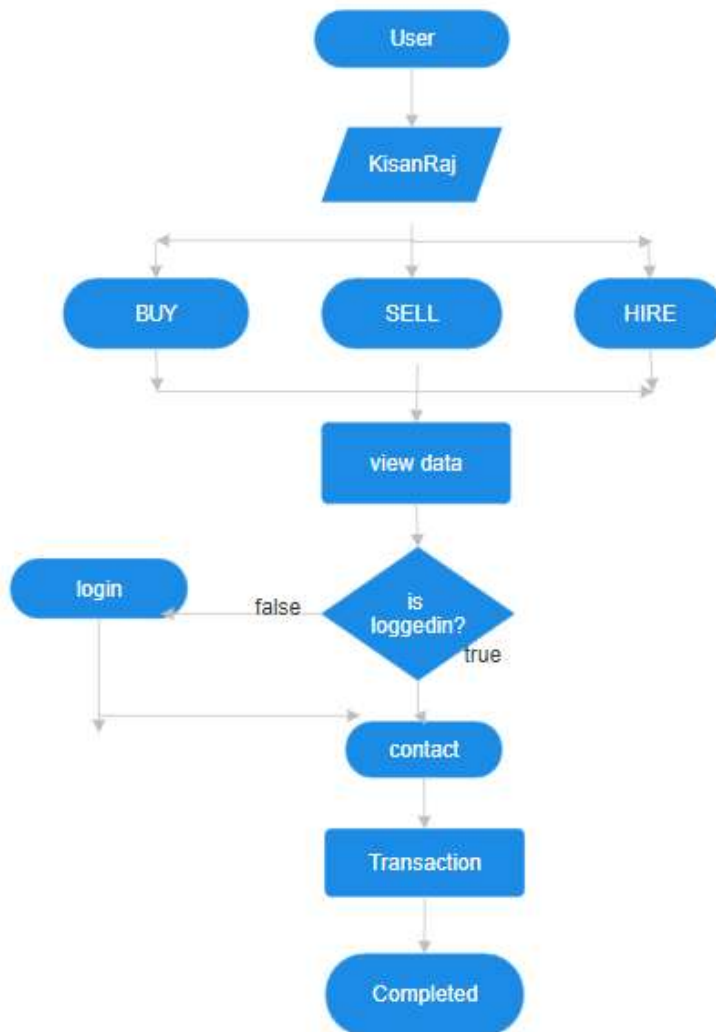 User
KisanRaj
BUY
SELL
HIRE
view data
login
false
is
loggedin?
true
contact
Transaction
Completed